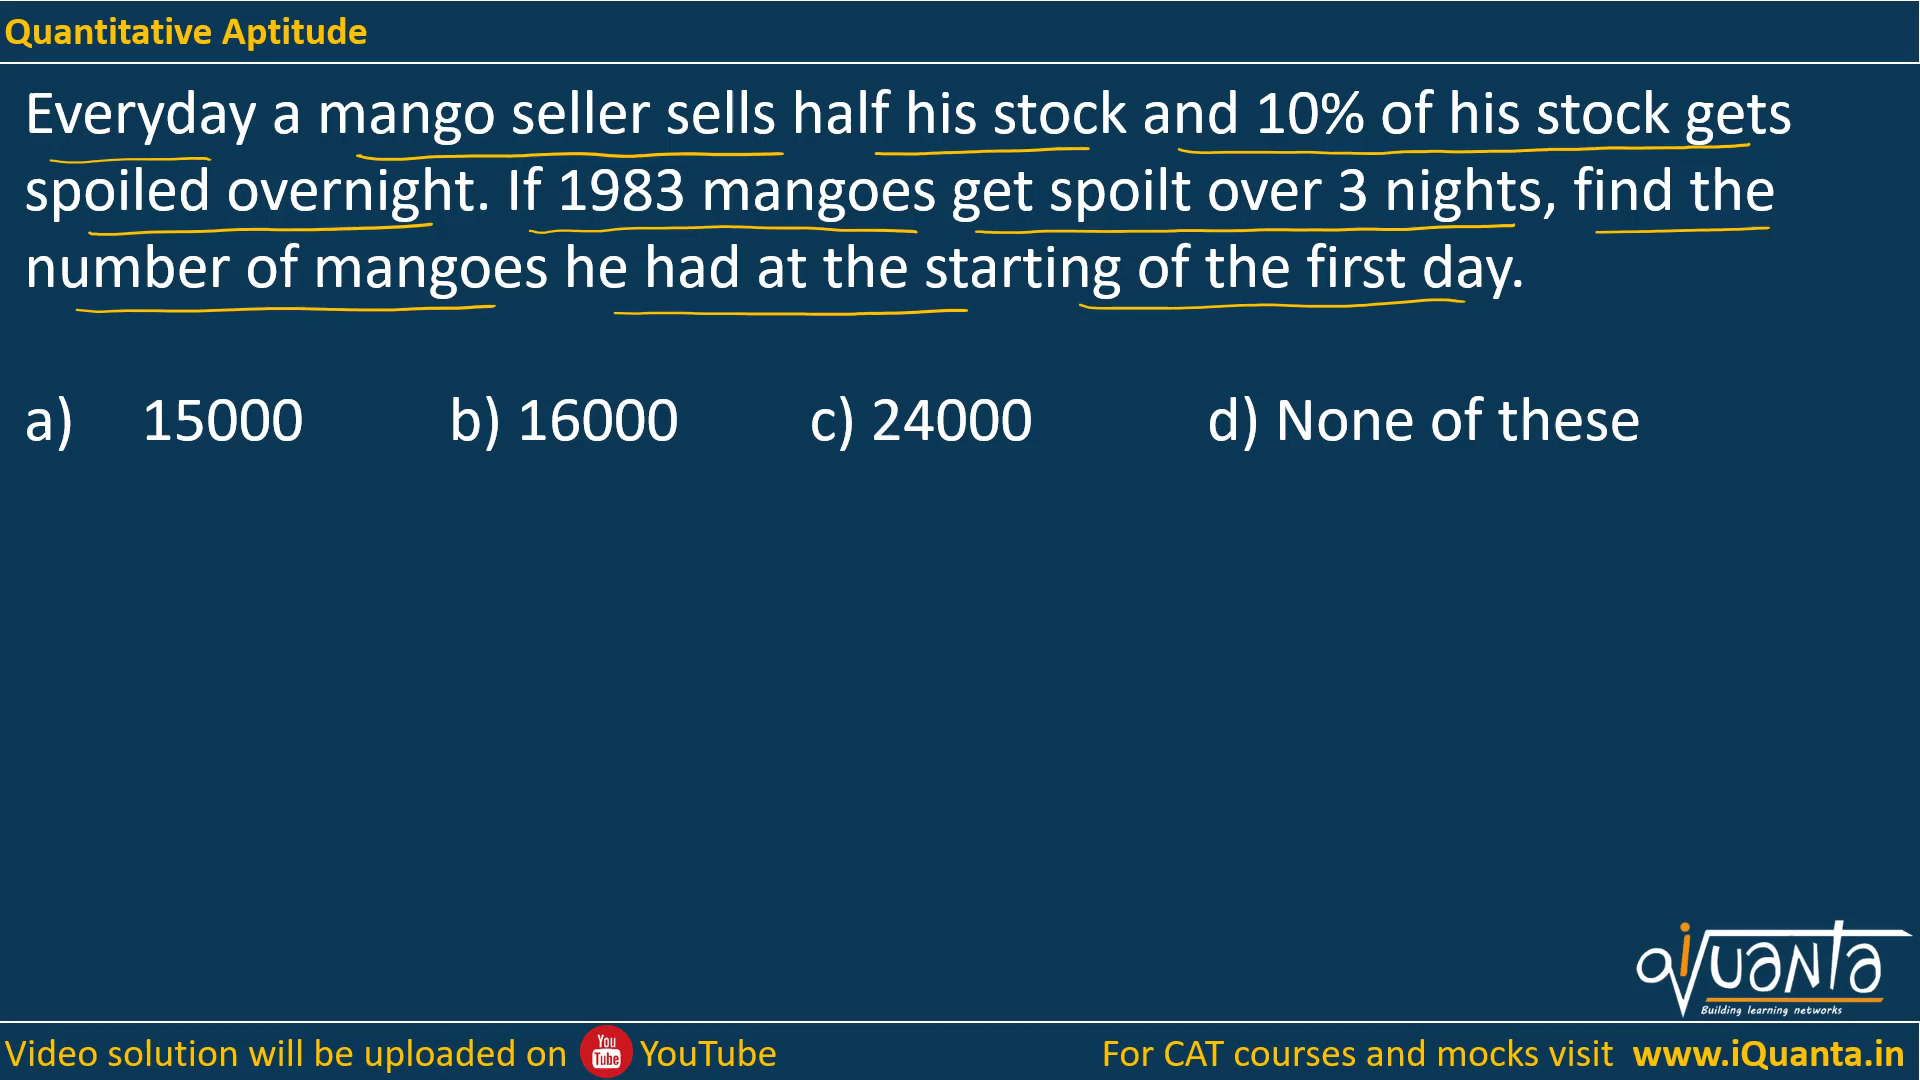 Quantitative Aptitude
Everyday a mango seller sells half his stock and 10% of his stock gets
spoiled overnight. If 1983 mangoes get spoilt over 3 nights, find the
number of mangoes he had at the starting of the first day.
a) 15000 b) 16000 c) 24000 d) None of these
iQuanta
Building learning networks
Video solution will be uploaded on You Tube YouTube For CAT courses and mocks visit www.iQuanta.in